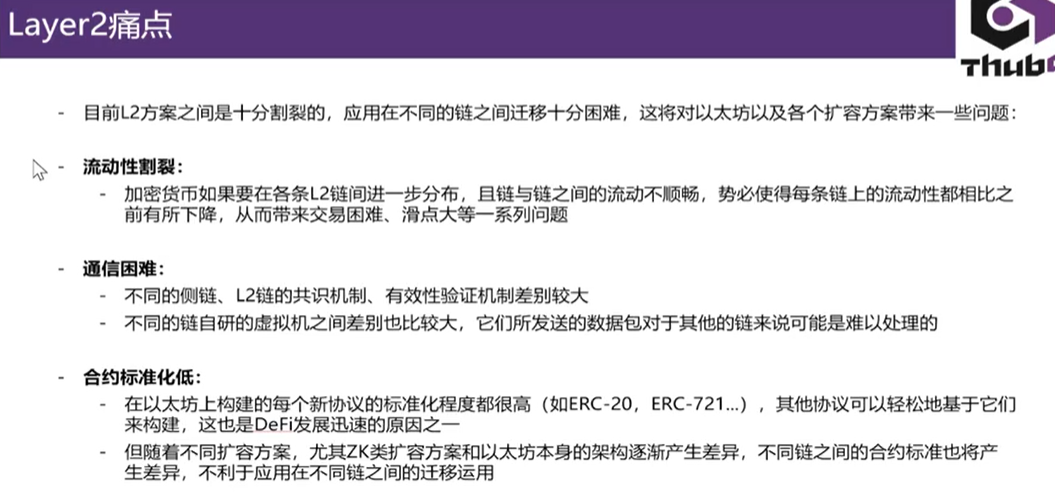 Layer2痛点
Thub
- 目前L2方案之间是十分割裂的，应用在不同的链之间迁移十分困难，这将对以太坊以及各个扩容方案带来一些问题：
- 流动性割裂：
- 加密货币如果要在各条L2链间进一步分布，且链与链之间的流动不顺畅，势必使得每条链上的流动性都相比之
前有所下降，从而带来交易困难、滑点大等一系列问题
- 通信困难：
- 不同的侧链、L2链的共识机制、有效性验证机制差别较大
- 不同的链自研的虚拟机之间差别也比较大，它们所发送的数据包对于其他的链来说可能是难以处理的
- 合约标准化低：
- 在以太坊上构建的每个新协议的标准化程度都很高（如ERC-20，ERC-721...），其他协议可以轻松地基于它们
来构建，这也是DeFi发展迅速的原因之一
- 但随着不同扩容方案，尤其ZK类扩容方案和以太坊本身的架构逐渐产生差异，不同链之间的合约标准也将产
生差异，不利于应用在不同链之间的迁移运用